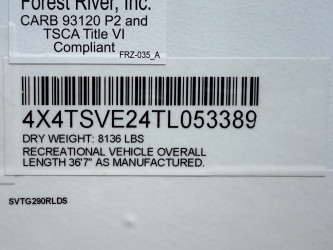 Forest River, Inc.
CARB 93120 P2 and
TSCA Title VI
Compliant
FRZ-035_A
4X4TSVE24TL053389
DRY WEIGHT: 8136 LBS
RECREATIONAL VEHICLE OVERALL
LENGTH 36'7" AS MANUFACTURED.
SVTG290RLDS